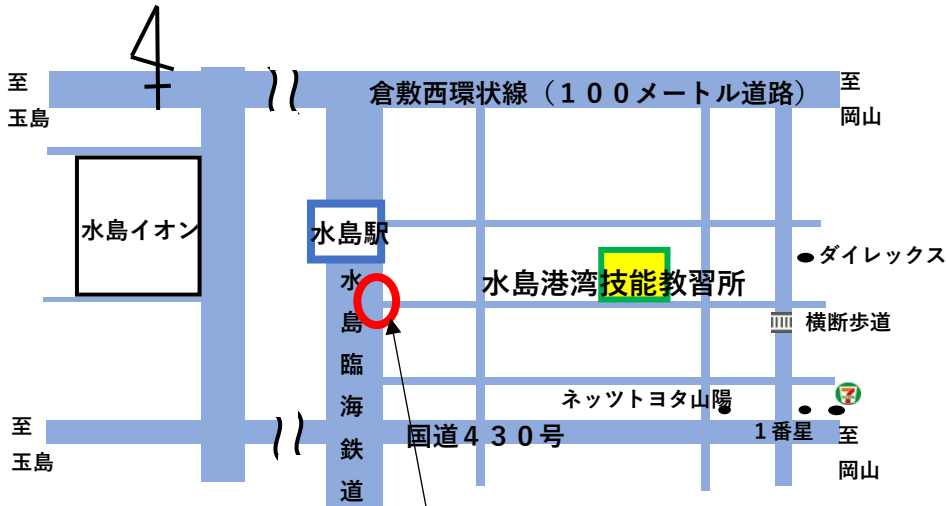 至
玉島
倉敷西環状線（１００メートル道路）
至
岡山
水島イオン
水島駅
ダイレックス
水島港湾技能教習所
水島臨海鉄道
横断歩道
ネッツトヨタ山陽
7
至
玉島
国道４３０号
１番星
至
岡山